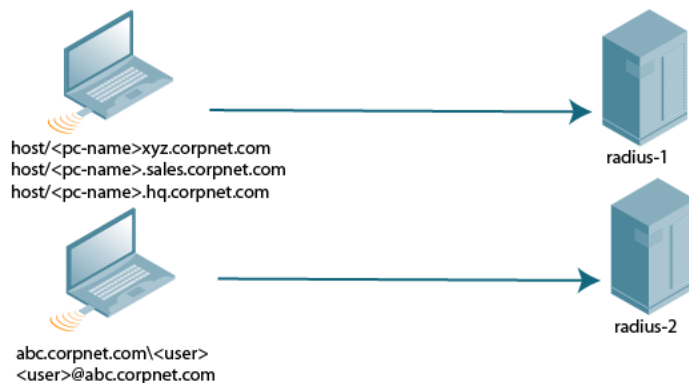 host/<pc-name>xyz.corpnet.com
host/<pc-name>.sales.corpnet.com
host/<pc-name>.hq.corpnet.com
radius-1
abc.corpnet.com\<user>
<user>@abc.corpnet.com
radius-2